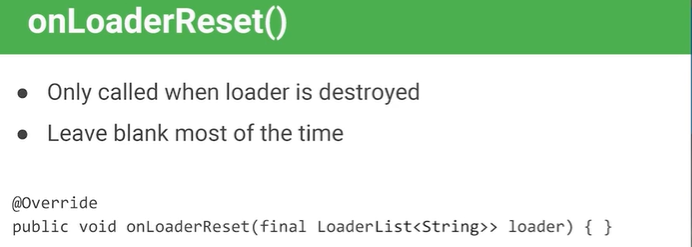 onLoaderReset()
● Only called when loader is destroyed
● Leave blank most of the time
@Override
public void onLoaderReset(final LoaderList<String>> loader) { }